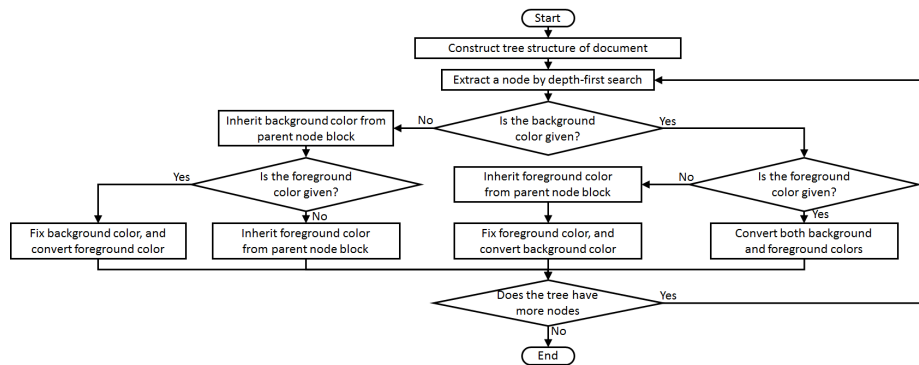 Start
Construct tree structure of document
Extract a node by depth-first search
Is the background
color given?
No
Yes
Inherit background color from
parent node block
Is the foreground
color given?
Yes
No
Inherit foreground color
from parent node block
Is the foreground
color given?
No
Yes
Fix background color, and
convert foreground color
Inherit foreground color
from parent node block
Fix foreground color, and
convert background color
Convert both background
and foreground colors
Does the tree have
more nodes
Yes
No
End